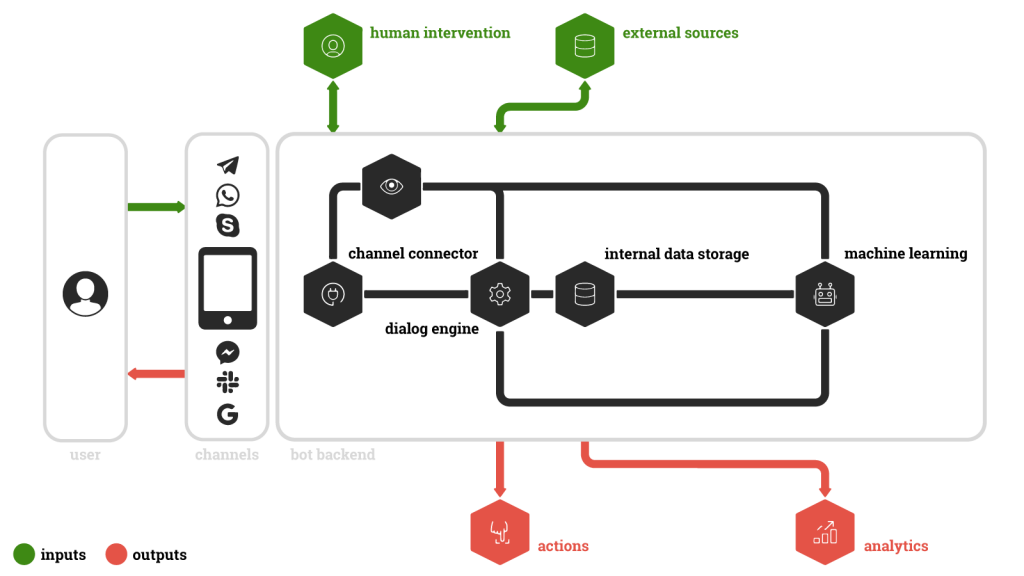 human intervention
external sources
S
channel connector
internal data storage
machine learning
dialog engine
G
user
channels
bot backend
inputs
outputs
actions
analytics